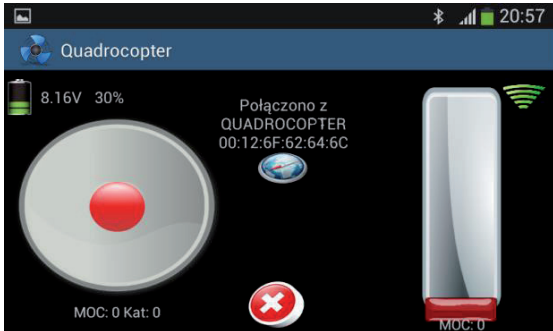 20:57
Quadrocopter
8.16V 30%
Połączono z
QUADROCOPTER
00:12:6F:62:64:6C
MOC: 0 Kat: 0
MOC: 0